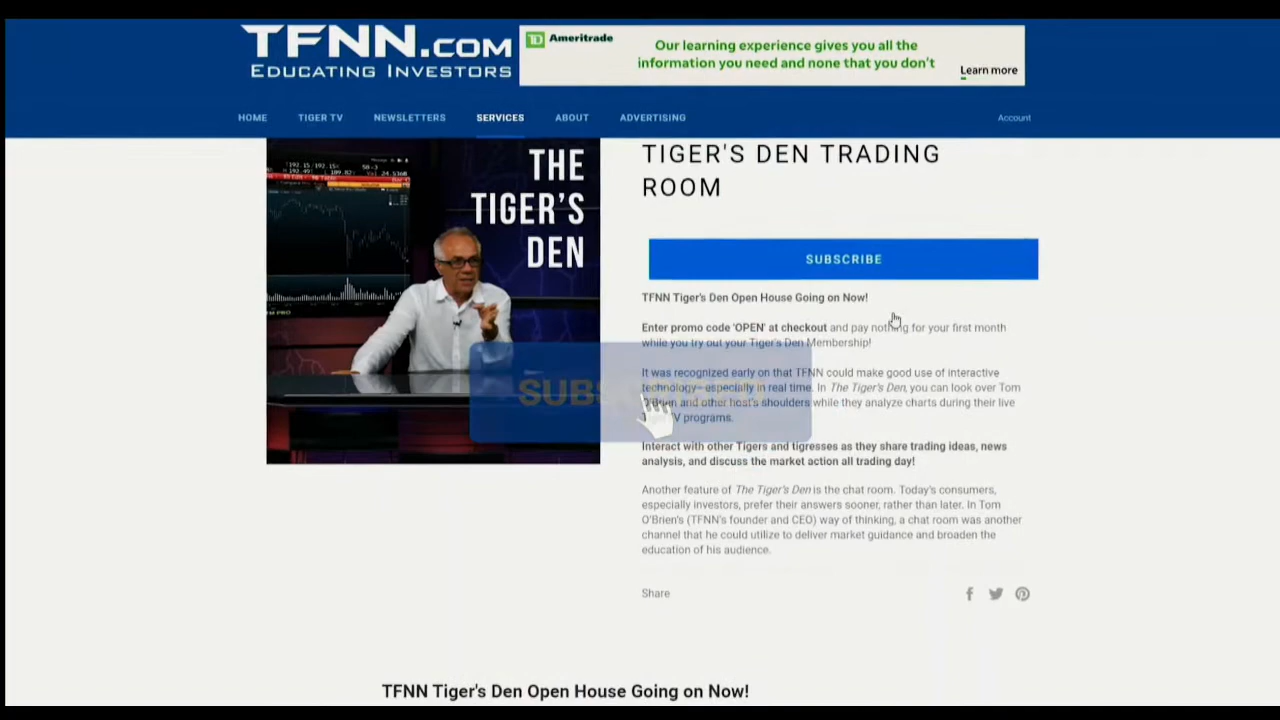 TFNN.COM
EDUCATING INVESTORS
TD Ameritrade
Our learning experience gives you all the
information you need and none that you don't
Learn more
HOME
TIGER TV
NEWSLETTERS
SERVICES
ABOUT
ADVERTISING
Account
THE
TIGER'S
DEN
TIGER'S DEN TRADING
ROOM
SUBSCRIBE
TFNN Tiger's Den Open House Going on Now!
Enter promo code 'OPEN' at checkout and pay nothing for your first month
while you try out your Tiger's Den Membership!
It was recognized early on that TFNN could make good use of interactive
technology–especially in real time. In The Tiger's Den, you can look over Tom
O'Brien and other host's shoulders while they analyze charts during their live
programs.
SUBS
Interact with other Tigers and tigresses as they share trading ideas, news
analysis, and discuss the market action all trading day!
Another feature of The Tiger's Den is the chat room. Today's consumers,
especially investors, prefer their answers sooner, rather than later. In Tom
O'Brien's (TFNN's founder and CEO) way of thinking, a chat room was another
channel that he could utilize to deliver market guidance and broaden the
education of his audience.
Share
TFNN Tiger's Den Open House Going on Now!